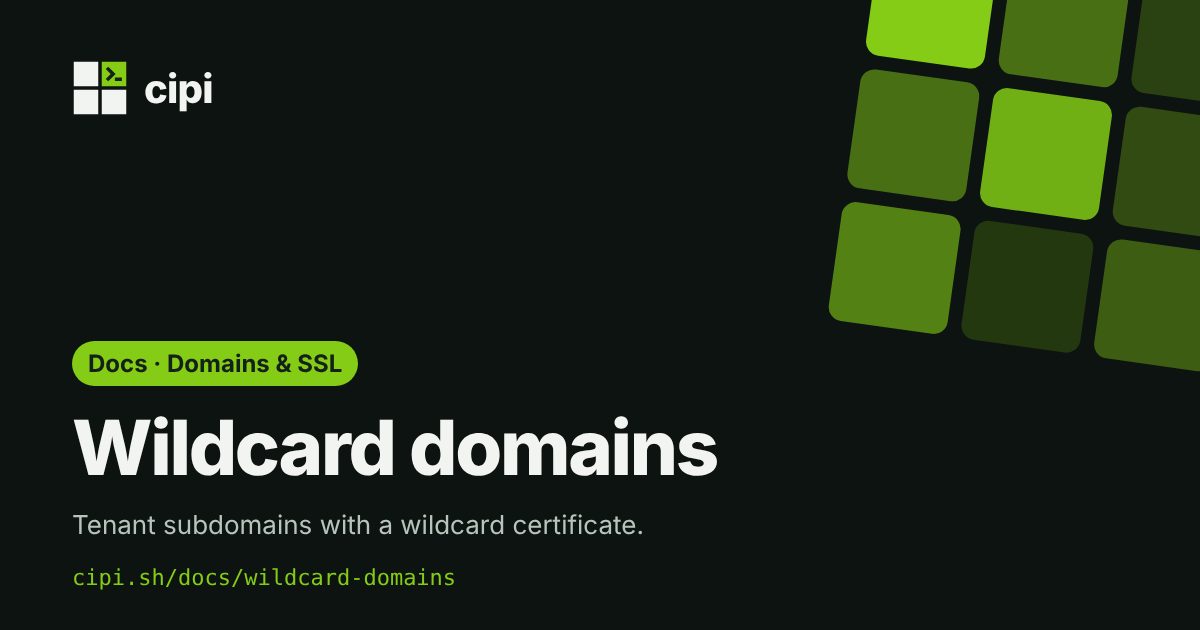 cipi
Docs · Domains & SSL
Wildcard domains
Tenant subdomains with a wildcard certificate.
cipi.sh/docs/wildcard-domains